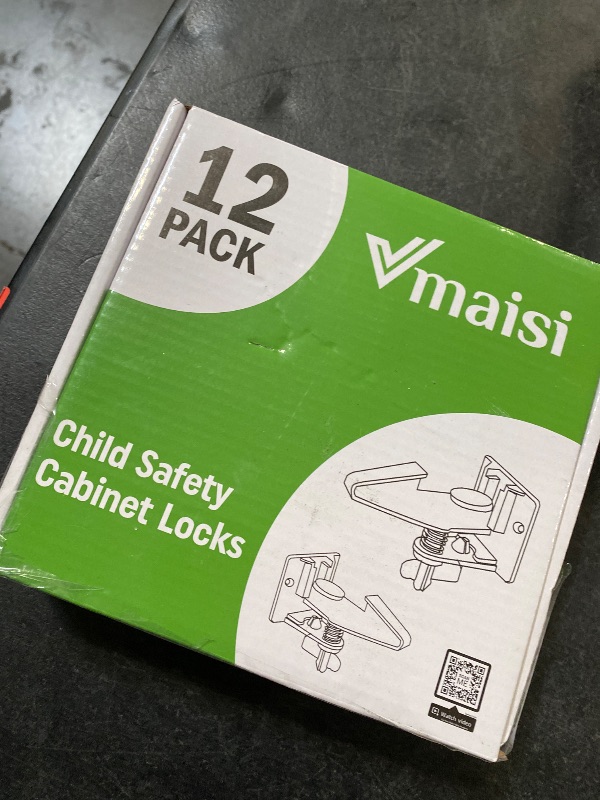 12
PACK
Vmaisi
Child Safety
Cabinet Locks
Watch video